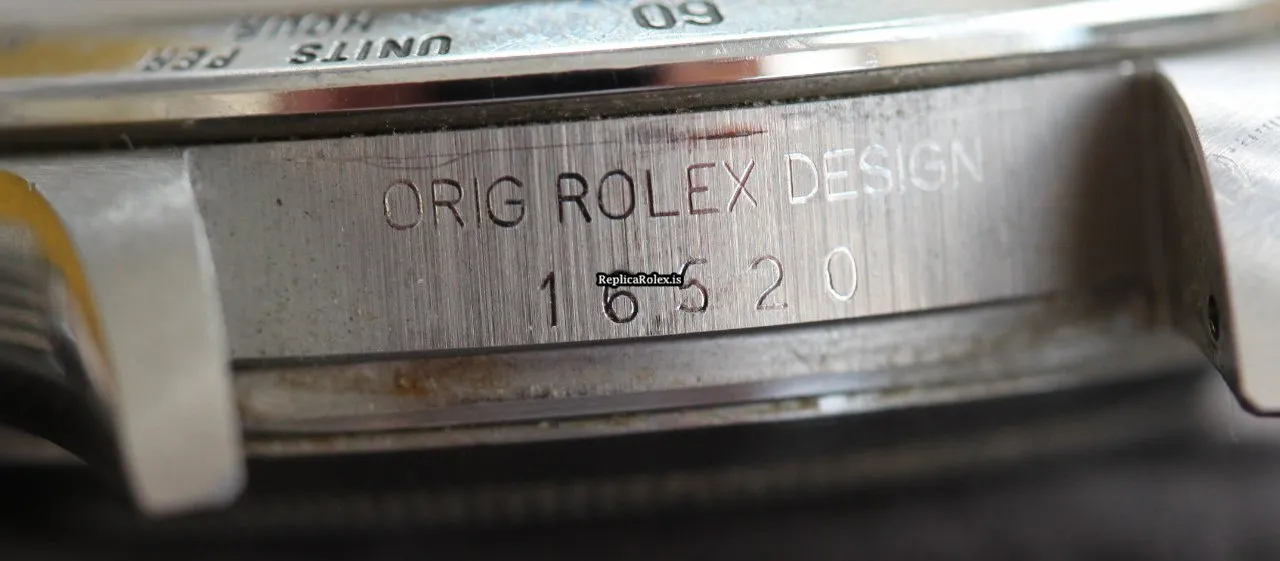 HOUR
UNITS PER
60
ORIG ROLEX DESIGN
16520
ReplicaRolex.is